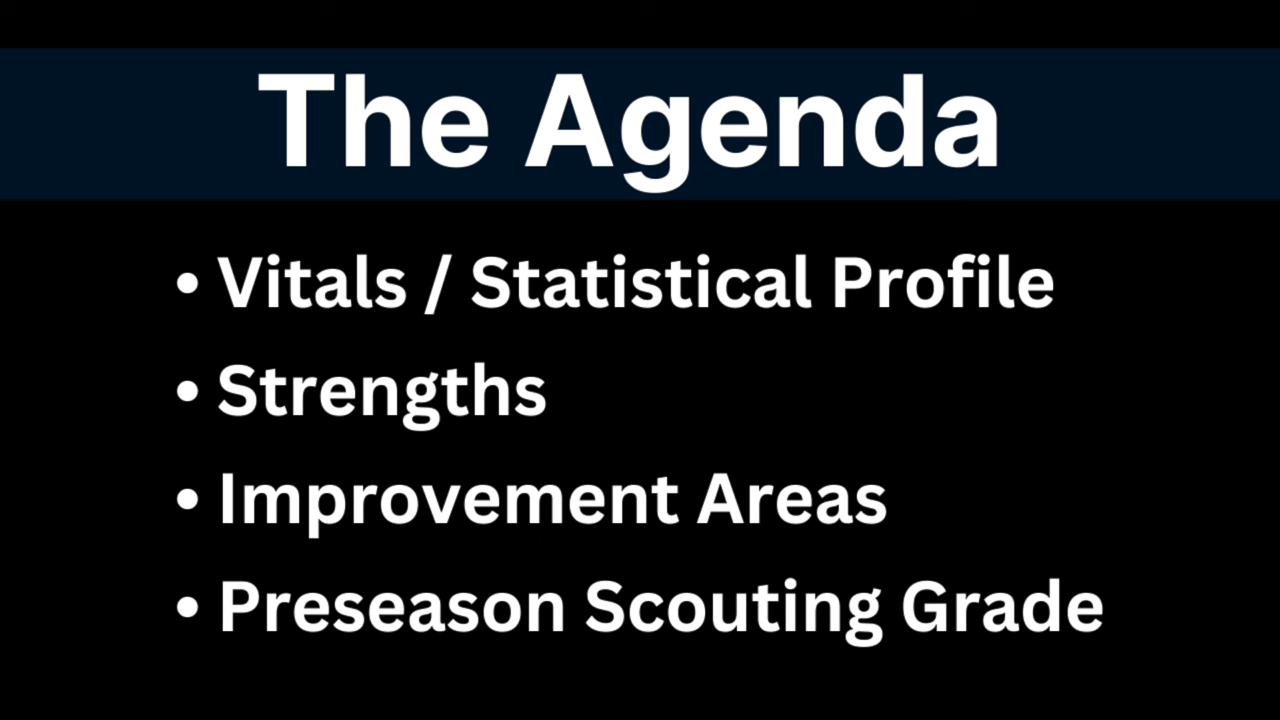 The Agenda
• Vitals / Statistical Profile
• Strengths
• Improvement Areas
• Preseason Scouting Grade